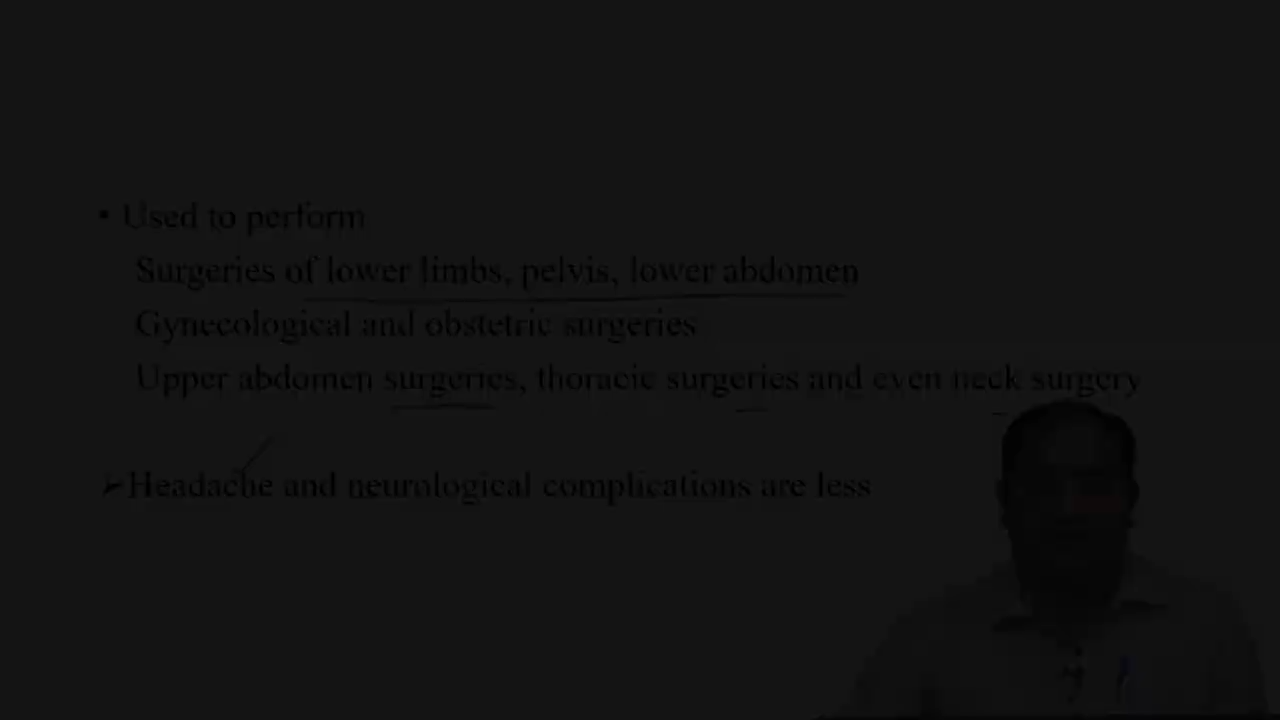 • Used to perform
Surgeries of lower limbs, pelvis, lower abdomen
Gynecological and obstetric surgeries
Upper abdomen surgeries, thoracic surgeries and even neck surgery
➢Headache and neurological complications are less